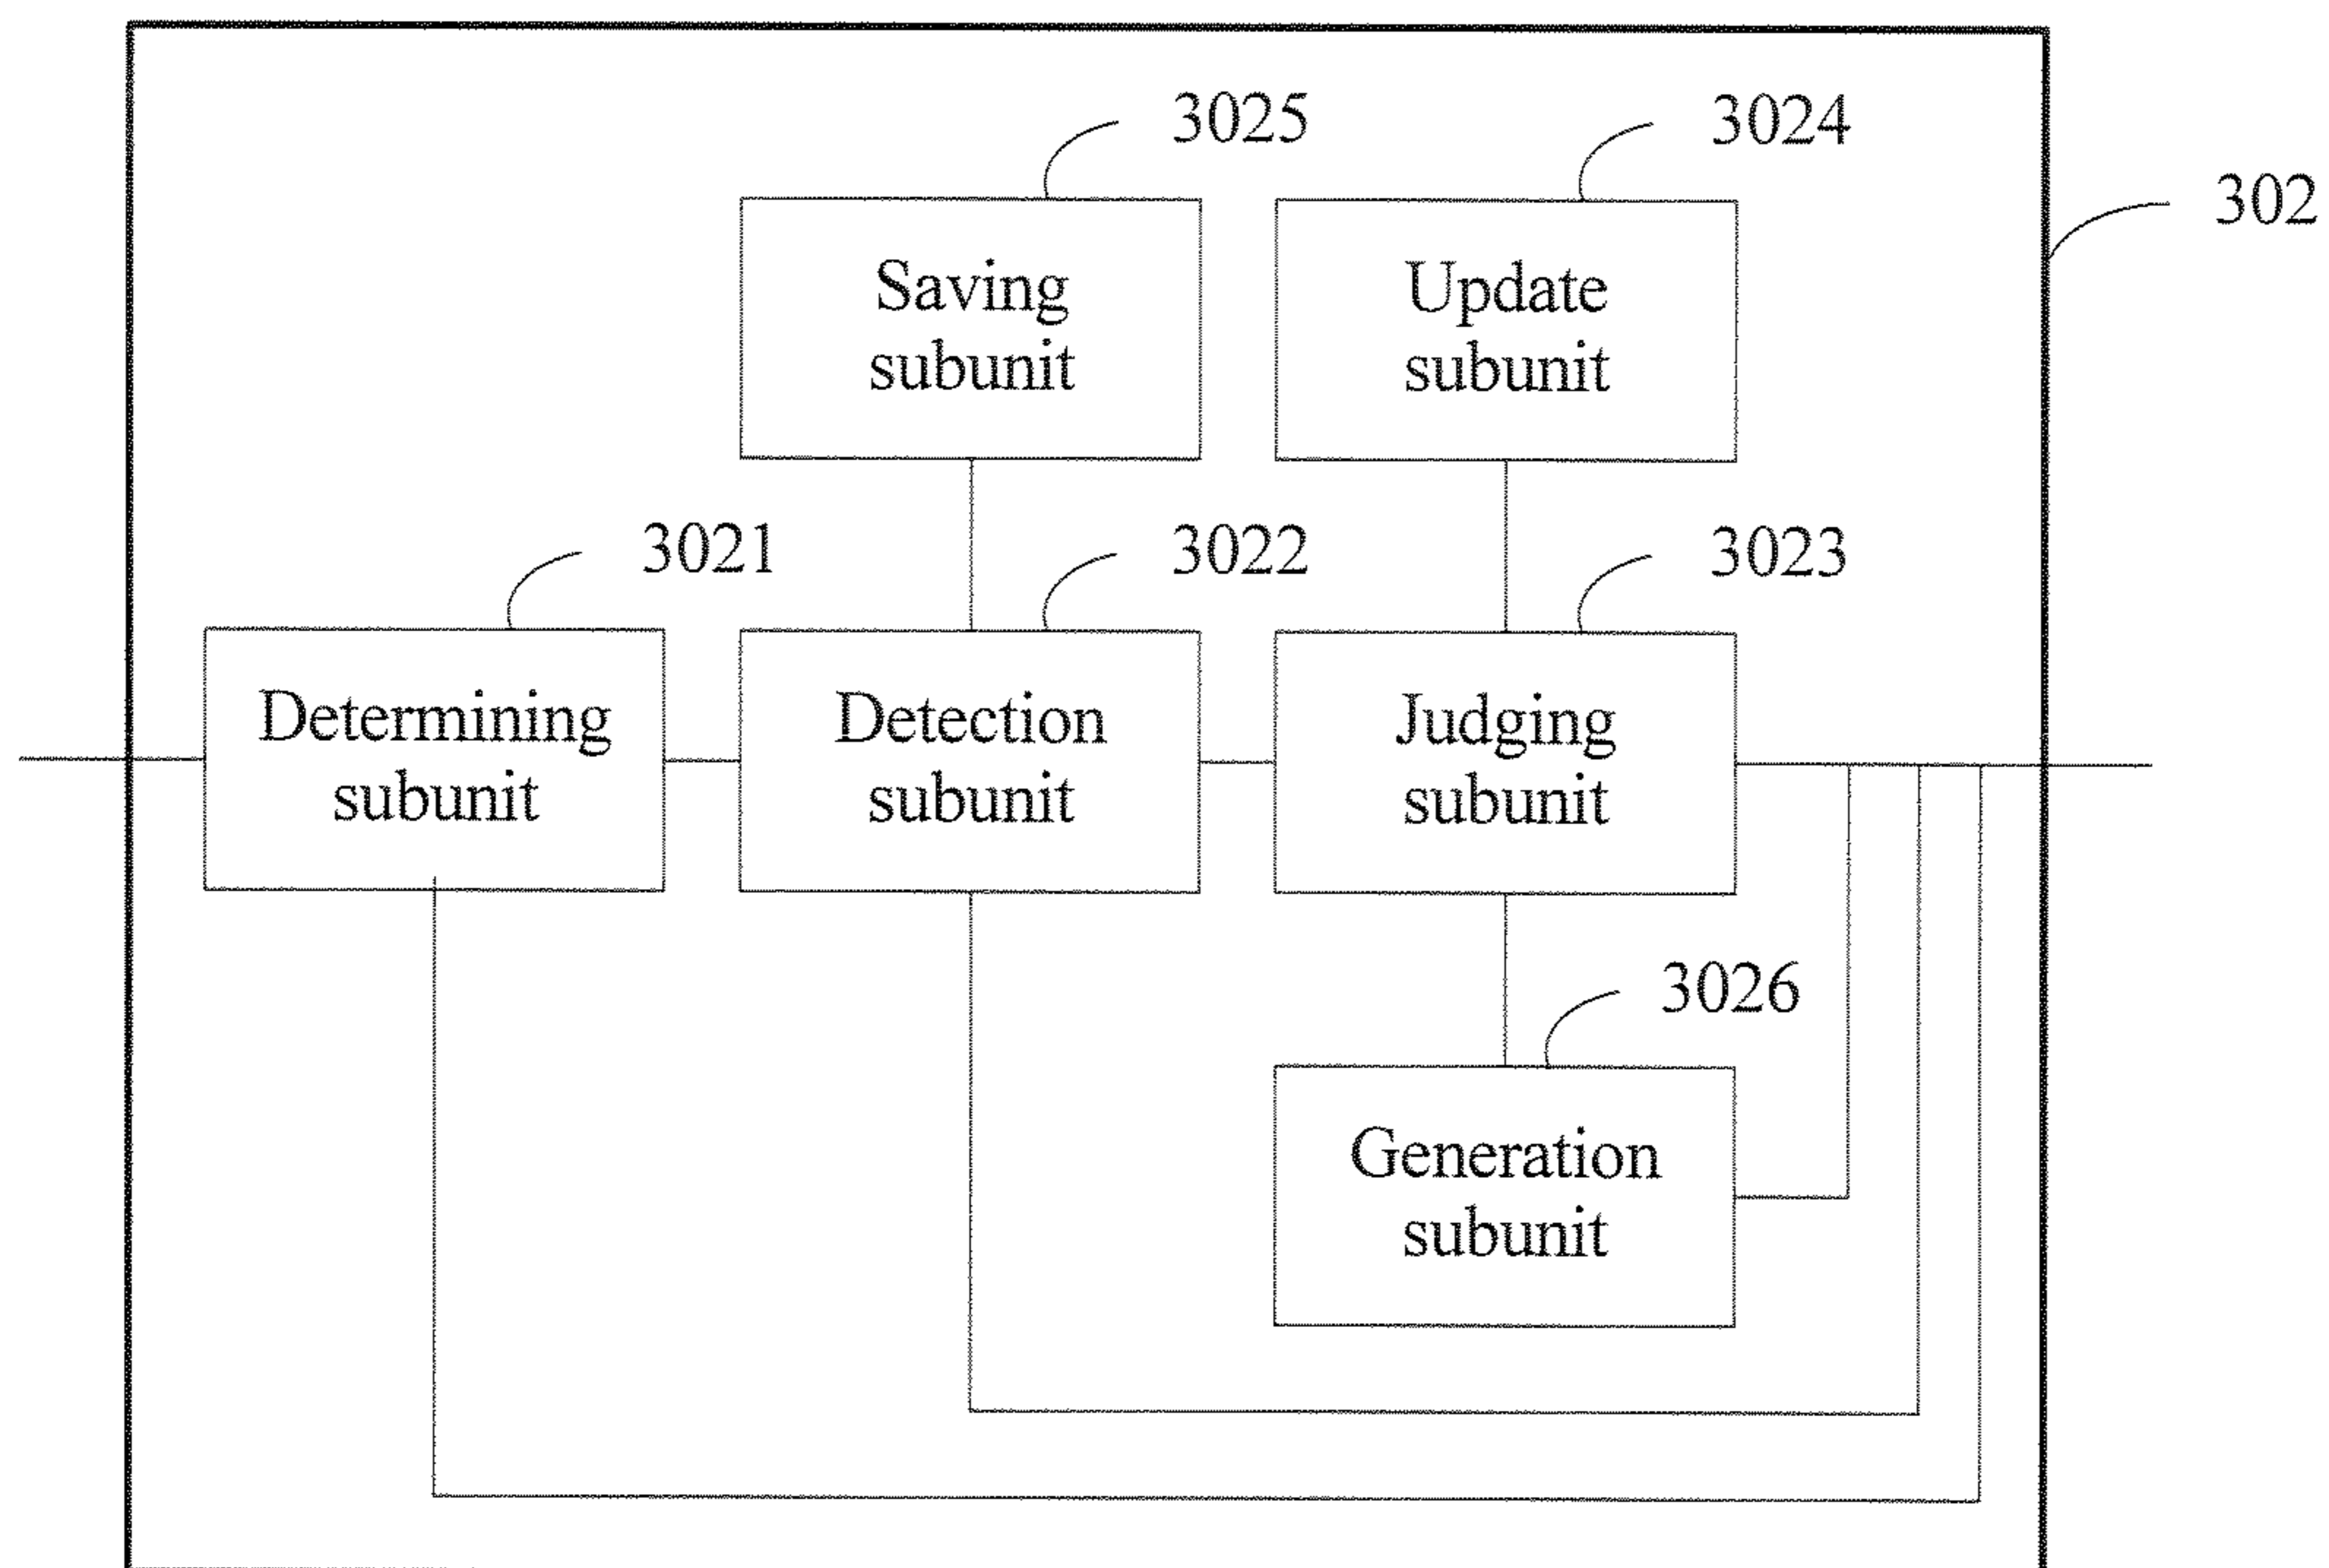 3025
3024
302
Saving
subunit
Update
subunit
3021
3022
3023
Determining
subunit
Detection
subunit
Judging
subunit
3026
Generation
subunit